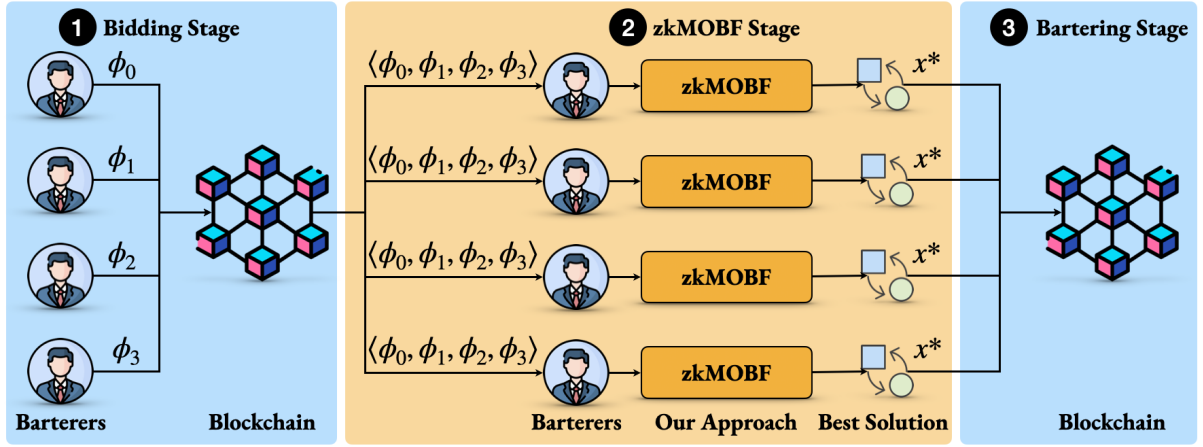 1 Bidding Stage
2 zkMOBF Stage
3 Bartering Stage
ϕ0
⟨ϕ0, ϕ1, ϕ2, ϕ3⟩
zkMOBF
x*
ϕ1
⟨ϕ0, ϕ1, ϕ2, ϕ3⟩
zkMOBF
x*
ϕ2
⟨ϕ0, ϕ1, ϕ2, ϕ3⟩
zkMOBF
x*
ϕ3
⟨ϕ0, ϕ1, ϕ2, ϕ3⟩
zkMOBF
x*
Barterers
Blockchain
Barterers
Our Approach
Best Solution
Blockchain